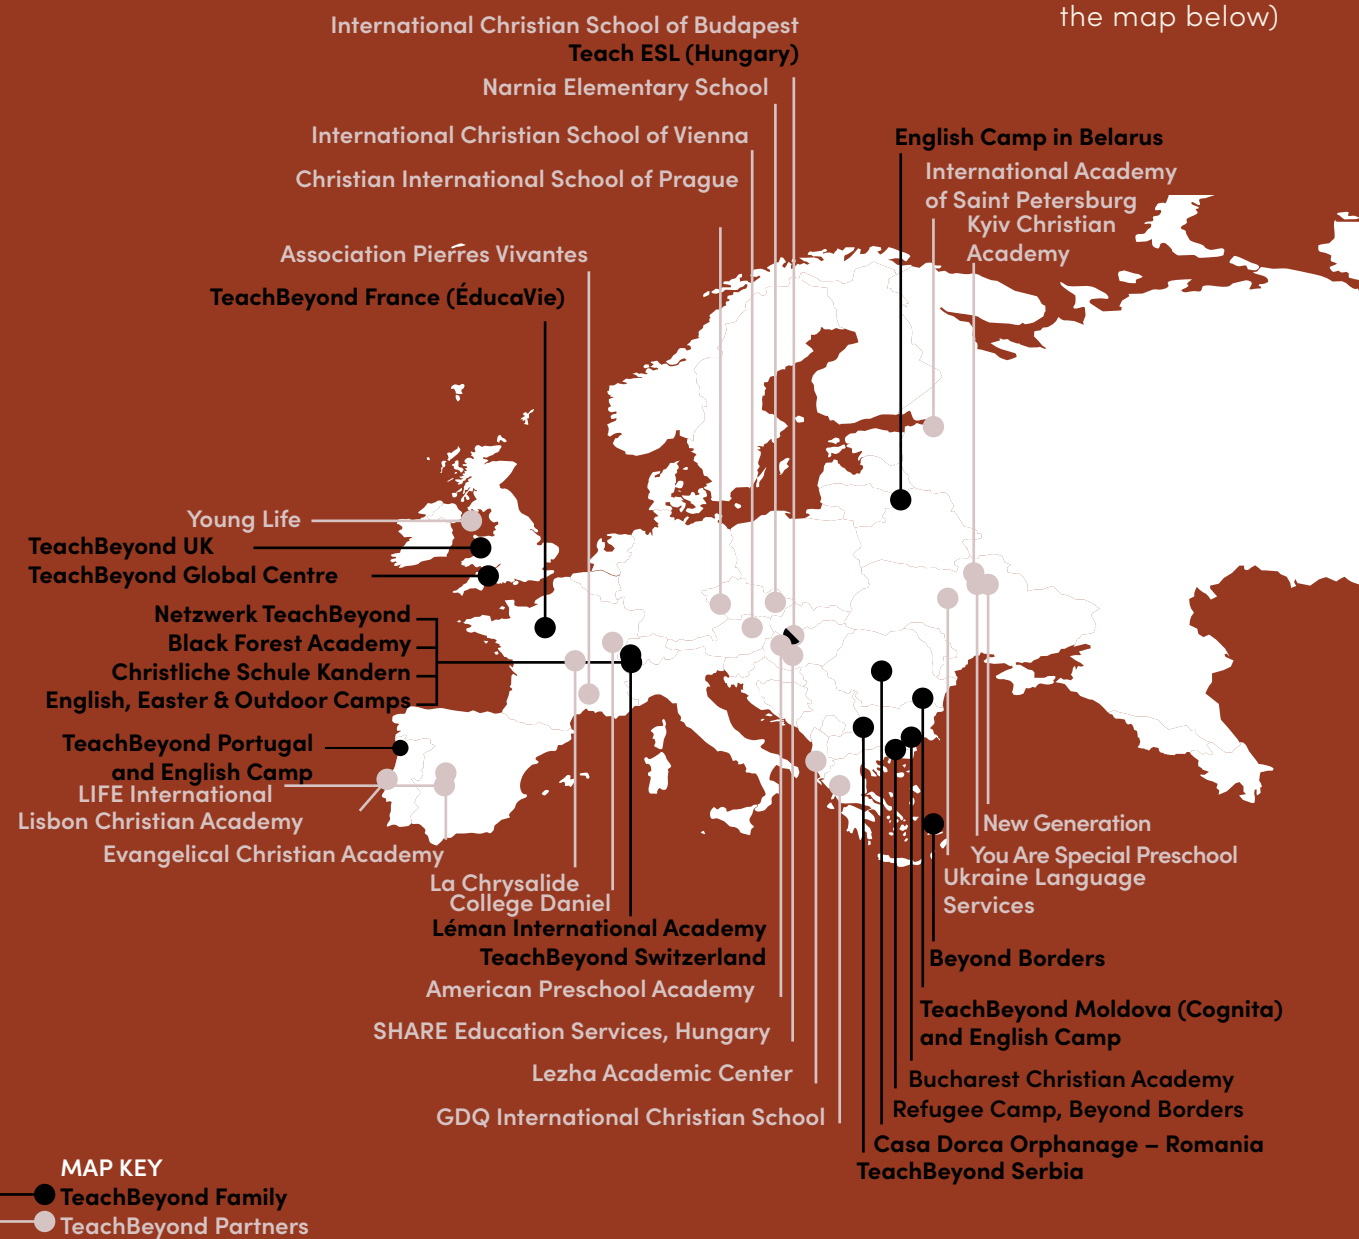 the map below)
International Christian School of Budapest
Teach ESL (Hungary)
Narnia Elementary School
International Christian School of Vienna
Christian International School of Prague
English Camp in Belarus
International Academy
of Saint Petersburg
Kyiv Christian
Academy
Association Pierres Vivantes
TeachBeyond France (ÉducaVie)
Young Life
TeachBeyond UK
TeachBeyond Global Centre
Netzwerk TeachBeyond
Black Forest Academy
Christliche Schule Kandern
English, Easter & Outdoor Camps
TeachBeyond Portugal
and English Camp
LIFE International
Lisbon Christian Academy
Evangelical Christian Academy
La Chrysalide
College Daniel
Léman International Academy
TeachBeyond Switzerland
American Preschool Academy
SHARE Education Services, Hungary
Lezha Academic Center
GDQ International Christian School
New Generation
You Are Special Preschool
Ukraine Language
Services
Beyond Borders
TeachBeyond Moldova (Cognita)
and English Camp
Bucharest Christian Academy
Refugee Camp, Beyond Borders
Casa Dorca Orphanage – Romania
TeachBeyond Serbia
MAP KEY
TeachBeyond Family
TeachBeyond Partners